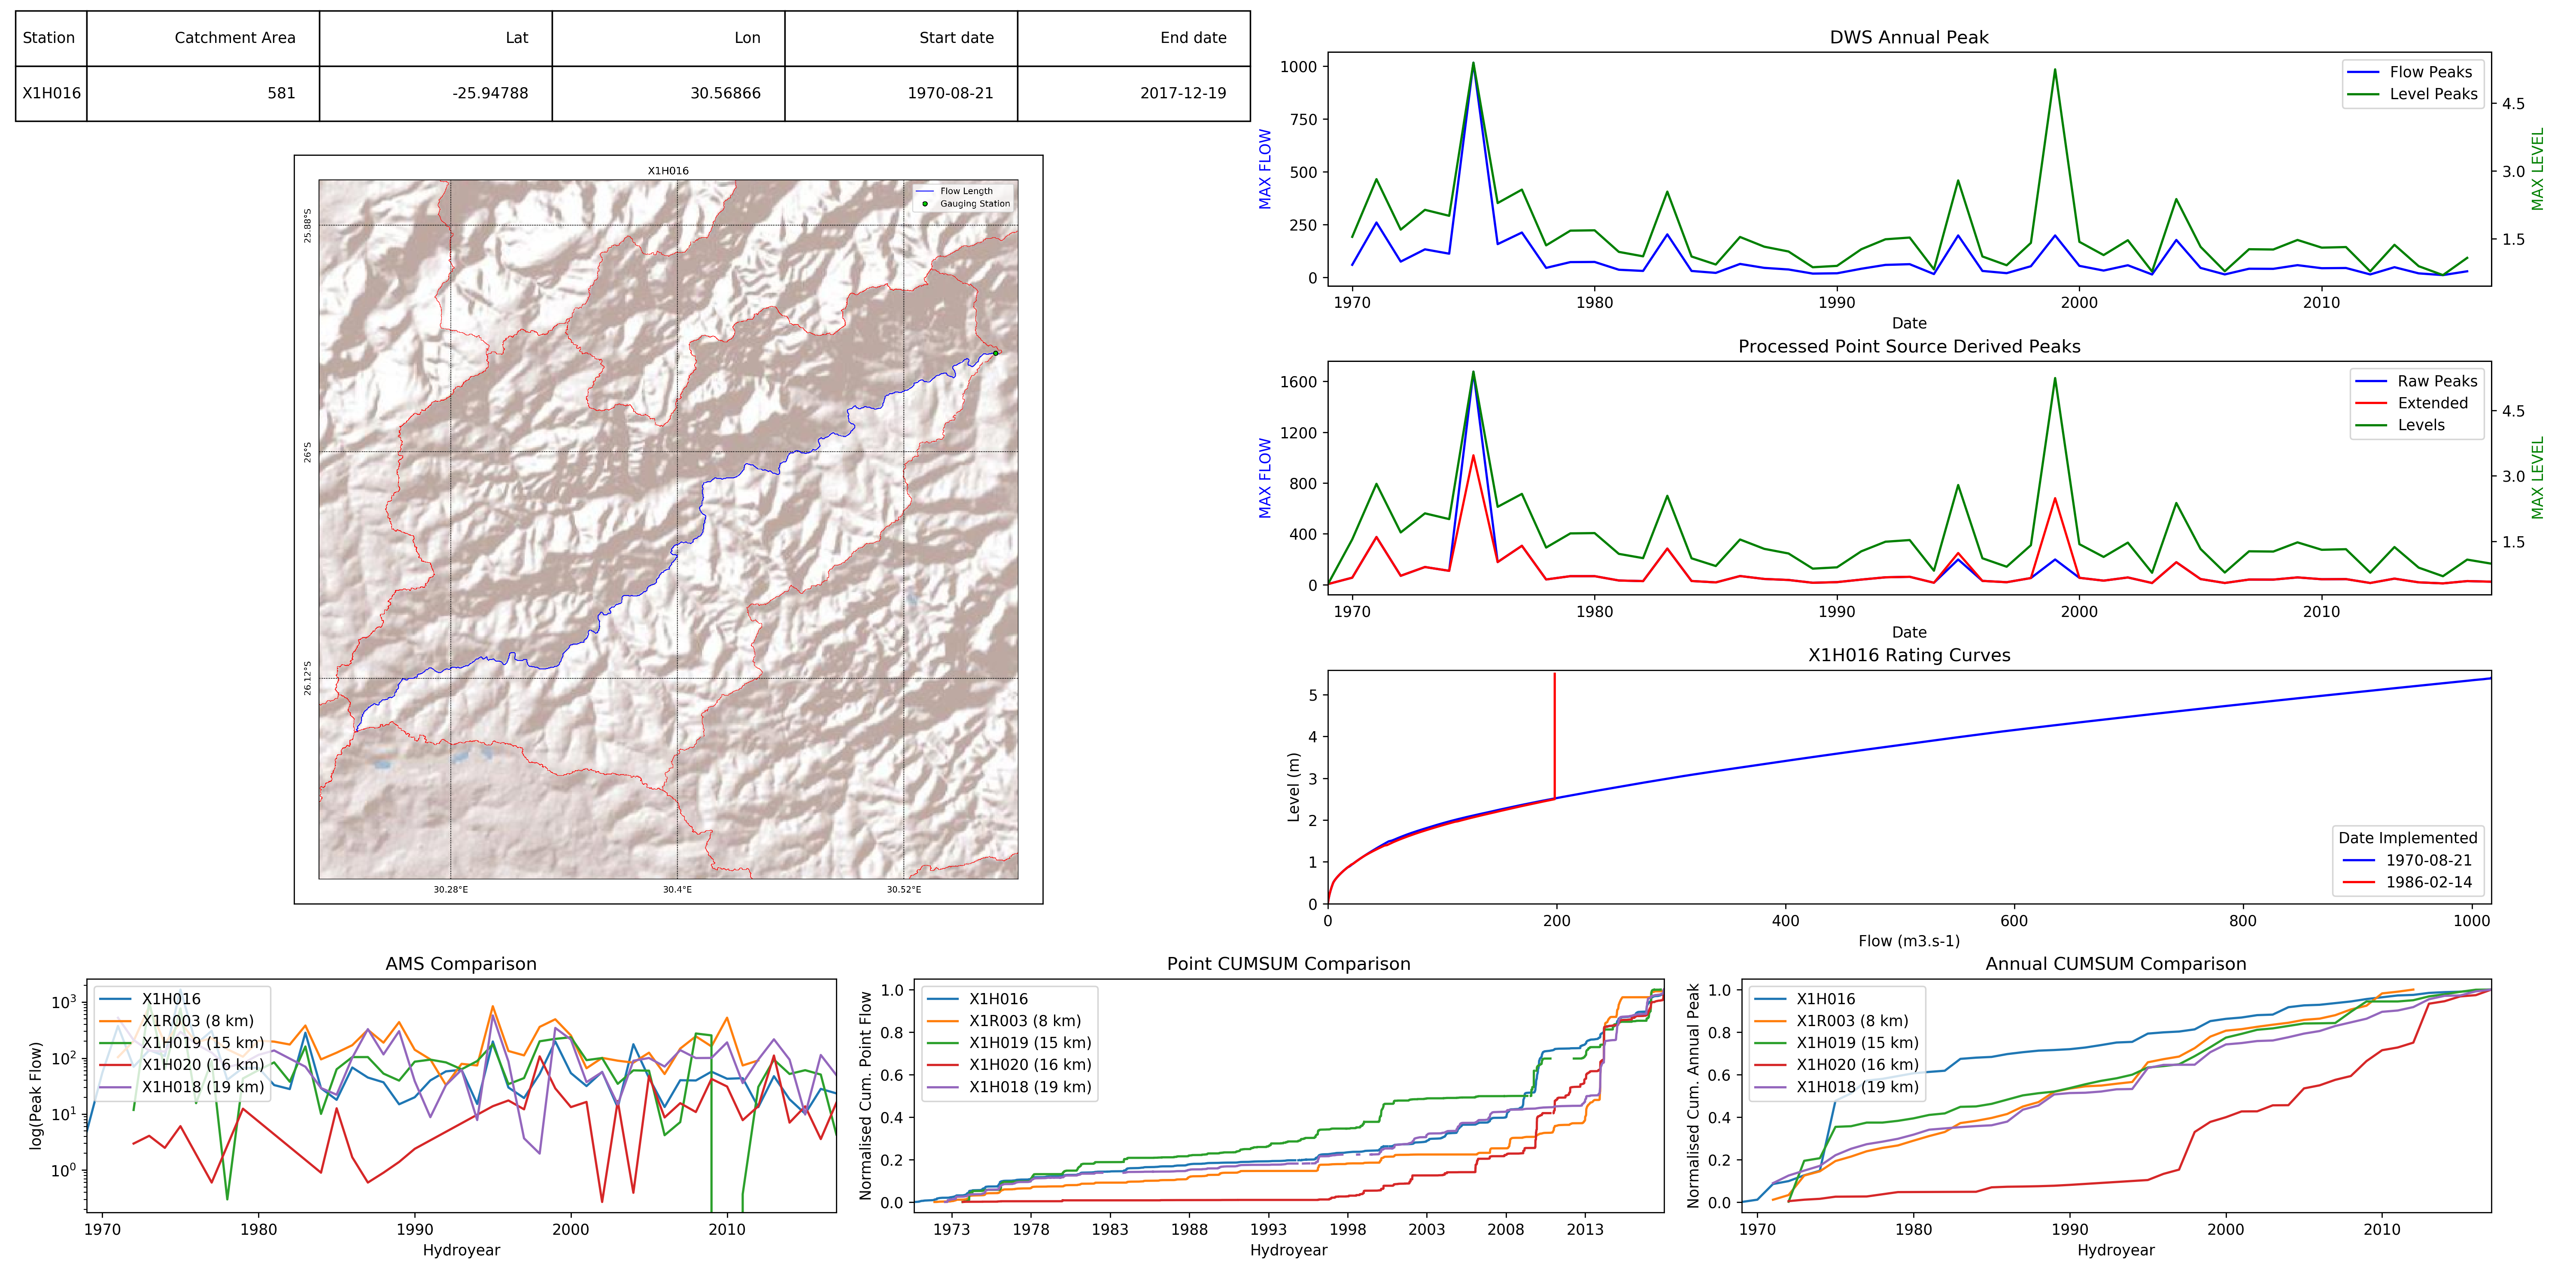 Station Catchment Area Lat Lon Start date End date
X1H016 581 -25.94788 30.56866 1970-08-21 2017-12-19
X1H016
Flow Length
Gauging Station
25.88°S
26°S
26.12°S
30.28°E 30.4°E 30.52°E
DWS Annual Peak
Flow Peaks
Level Peaks
MAX FLOW
MAX LEVEL
1000
750
500
250
0
4.5
3.0
1.5
1970 1980 1990 2000 2010
Date
Processed Point Source Derived Peaks
Raw Peaks
Extended
Levels
MAX FLOW
MAX LEVEL
1600
1200
800
400
0
4.5
3.0
1.5
1970 1980 1990 2000 2010
Date
X1H016 Rating Curves
Level (m)
5
4
3
2
1
0
Date Implemented
1970-08-21
1986-02-14
0 200 400 600 800 1000
Flow (m3.s-1)
AMS Comparison
X1H016
X1R003 (8 km)
X1H019 (15 km)
X1H020 (16 km)
X1H018 (19 km)
log(Peak Flow)
10³
10²
10¹
10⁰
1970 1980 1990 2000 2010
Hydroyear
Point CUMSUM Comparison
X1H016
X1R003 (8 km)
X1H019 (15 km)
X1H020 (16 km)
X1H018 (19 km)
Normalised Cum. Point Flow
1.0
0.8
0.6
0.4
0.2
0.0
1973 1978 1983 1988 1993 1998 2003 2008 2013
Hydroyear
Annual CUMSUM Comparison
X1H016
X1R003 (8 km)
X1H019 (15 km)
X1H020 (16 km)
X1H018 (19 km)
Normalised Cum. Annual Peak
1.0
0.8
0.6
0.4
0.2
0.0
1970 1980 1990 2000 2010
Hydroyear